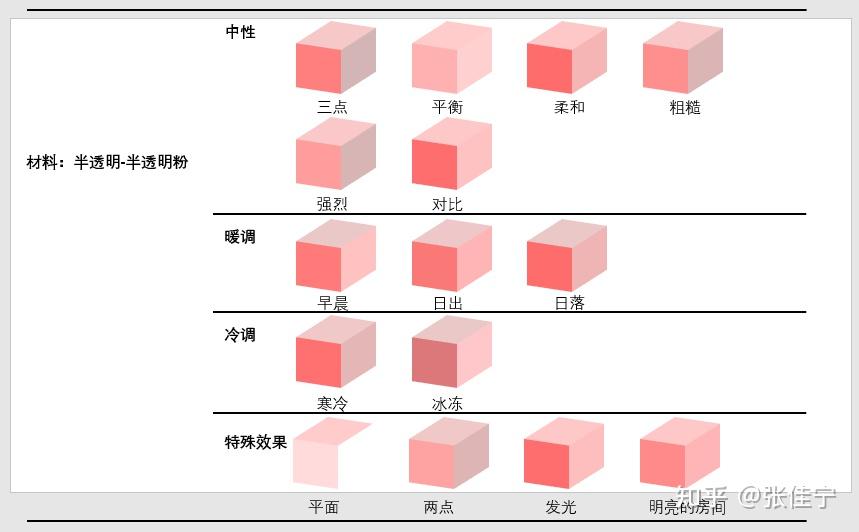 中性
三点 平衡 柔和 粗糙
材料：半透明-半透明粉
强烈 对比
暖调
早晨 日出 日落
冷调
寒冷 冰冻
特殊效果
平面 两点 发光 明亮的房间
知乎 @张佳宁